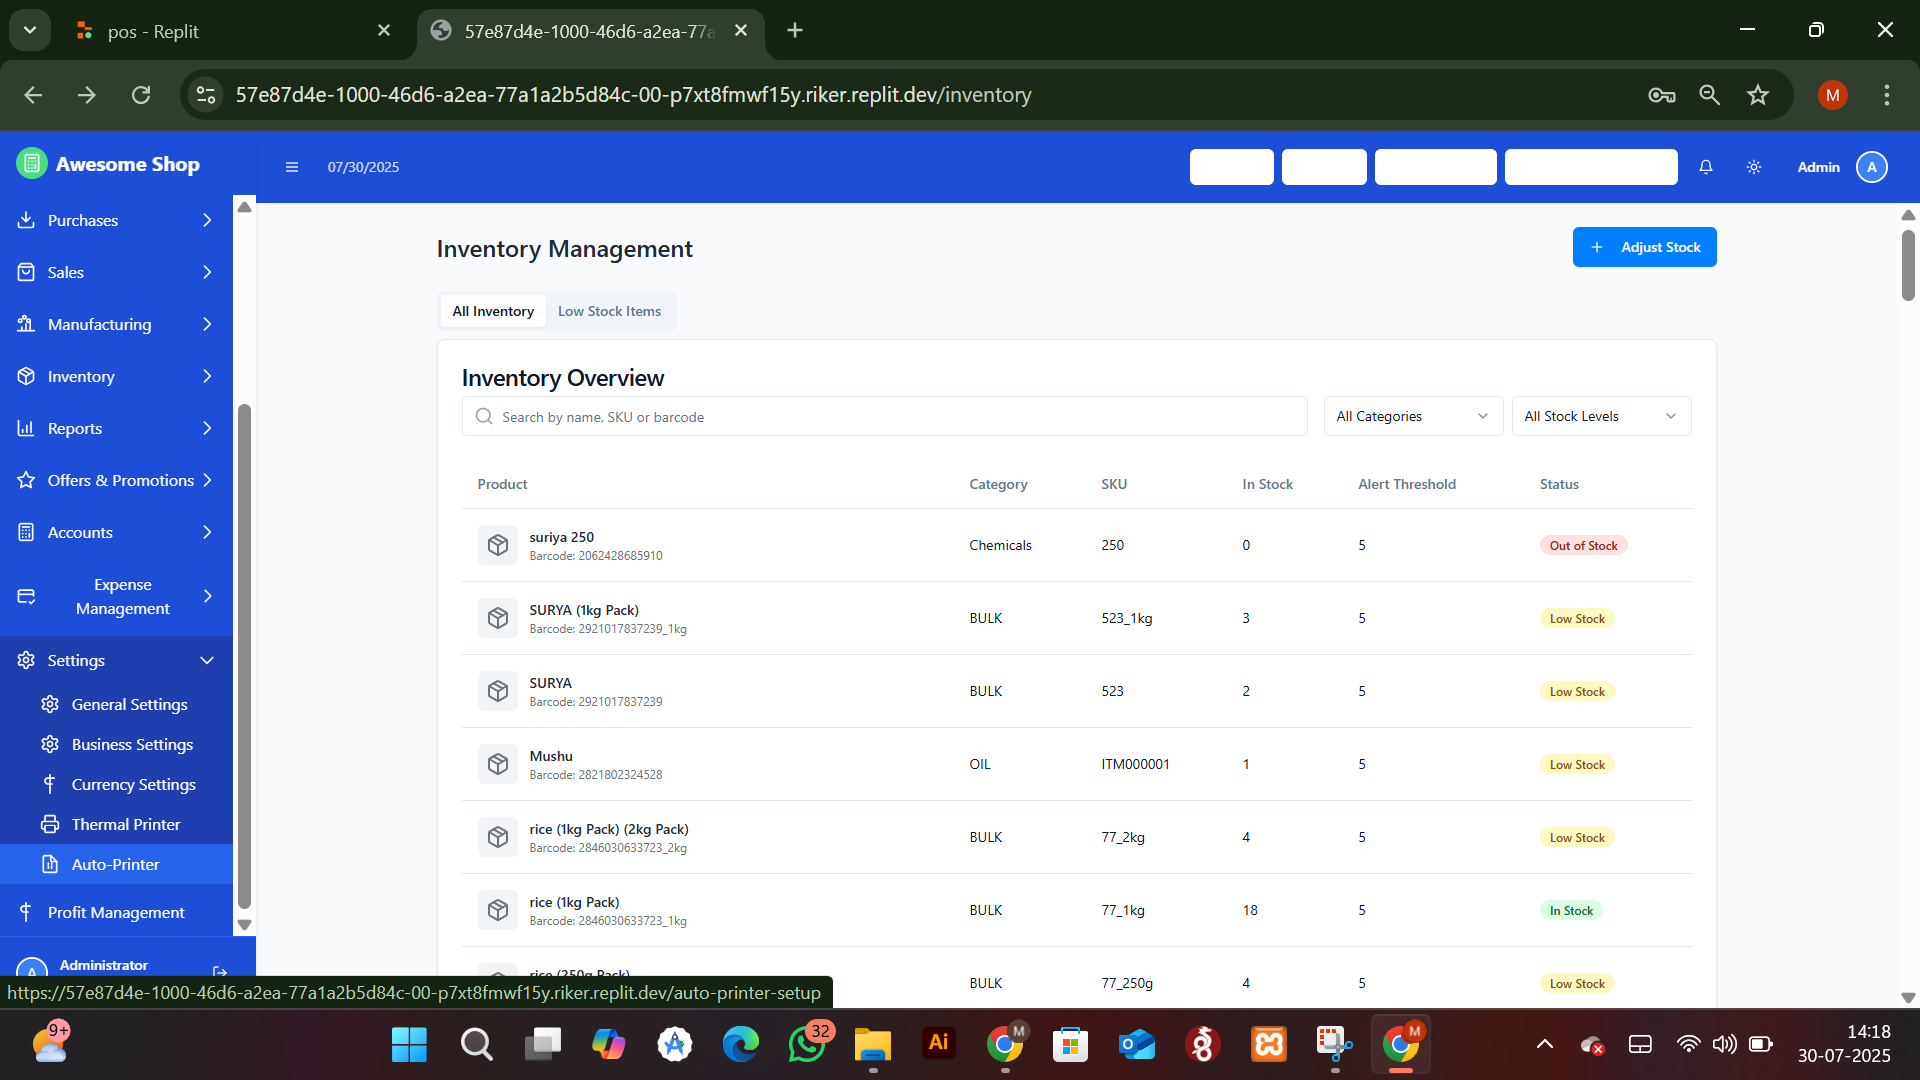 pos - Replit
57e87d4e-1000-46d6-a2ea-77a
57e87d4e-1000-46d6-a2ea-77a1a2b5d84c-00-p7xt8fmwf15y.riker.replit.dev/inventory
M
Awesome Shop
07/30/2025
Admin
A
Purchases
Sales
Manufacturing
Inventory
Reports
Offers & Promotions
Accounts
Expense
Management
Settings
General Settings
Business Settings
Currency Settings
Thermal Printer
Auto-Printer
Profit Management
A
Administrator
Inventory Management
Adjust Stock
All Inventory
Low Stock Items
Inventory Overview
Search by name, SKU or barcode
All Categories
All Stock Levels
Product Category SKU In Stock Alert Threshold Status
suriya 250
Barcode: 2062428685910
Chemicals 250 0 5 Out of Stock
SURYA (1kg Pack)
Barcode: 2921017837239_1kg
BULK 523_1kg 3 5 Low Stock
SURYA
Barcode: 2921017837239
BULK 523 2 5 Low Stock
Mushu
Barcode: 2821802324528
OIL ITM000001 1 5 Low Stock
rice (1kg Pack) (2kg Pack)
Barcode: 2846030633723_2kg
BULK 77_2kg 4 5 Low Stock
rice (1kg Pack)
Barcode: 2846030633723_1kg
BULK 77_1kg 18 5 In Stock
rice (250g Pack)
BULK 77_250g 4 5 Low Stock
https://57e87d4e-1000-46d6-a2ea-77a1a2b5d84c-00-p7xt8fmwf15y.riker.replit.dev/auto-printer-setup
9+
32
Ai
M
M
14:18
30-07-2025